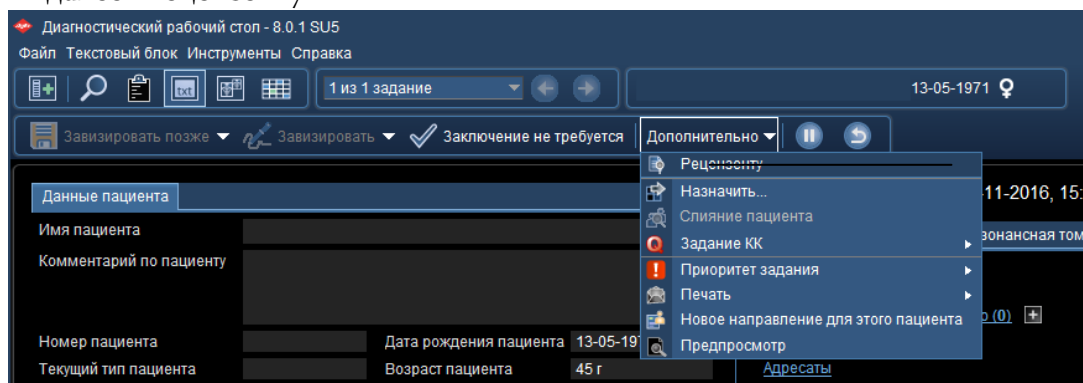 Диагностический рабочий стол - 8.0.1 SU5
Файл Текстовый блок Инструменты Справка
txt 1 из 1 задание 13-05-1971
Завизировать позже Завизировать Заключение не требуется Дополнительно
Рецензенту
Данные пациента Назначить... -11-2016, 15:
Слияние пациента
Имя пациента Задание КК
Комментарий по пациенту Приоритет задания
Печать
Новое направление для этого пациента (0)
Номер пациента Дата рождения пациента 13-05-19 Предпросмотр
Текущий тип пациента Возраст пациента 45 г Адресаты